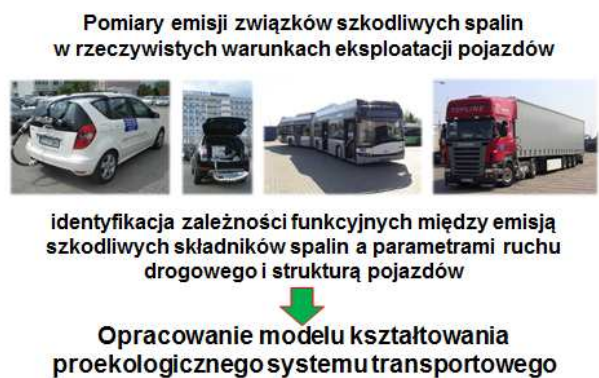 Pomiary emisji związków szkodliwych spalin
w rzeczywistych warunkach eksploatacji pojazdów
TOPLINE
identyfikacja zależności funkcyjnych między emisją
szkodliwych składników spalin a parametrami ruchu
drogowego i strukturą pojazdów
Opracowanie modelu kształtowania
proekologicznego systemu transportowego